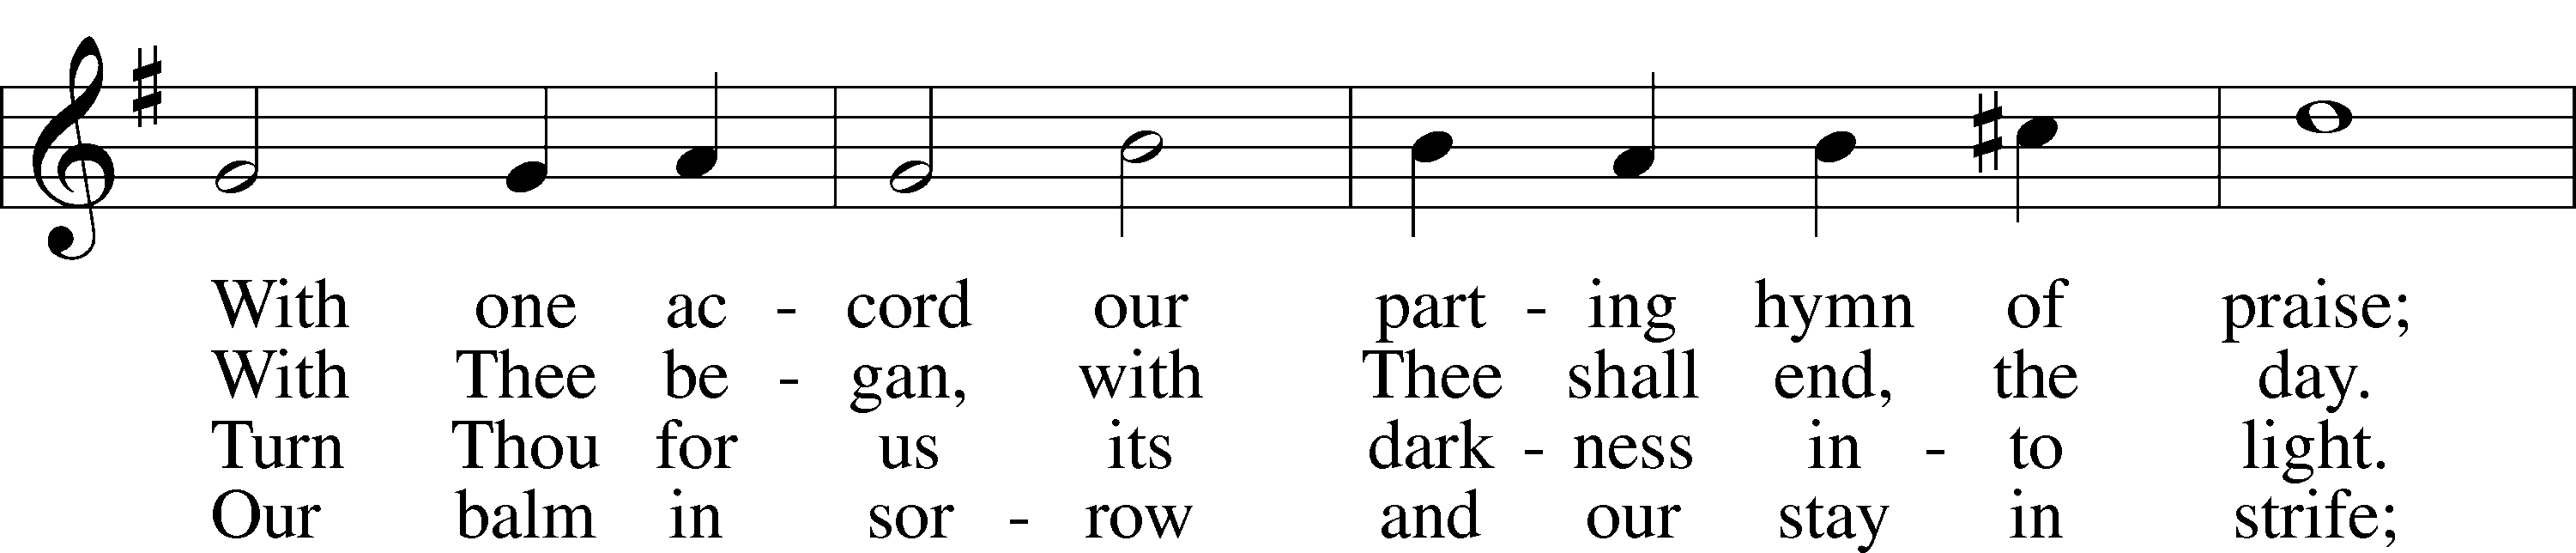 With one ac - cord our part - ing hymn of praise;
With Thee be - gan, with Thee shall end, the day.
Turn Thou for us its dark - ness in - to light.
Our balm in sor - row and our stay in strife;